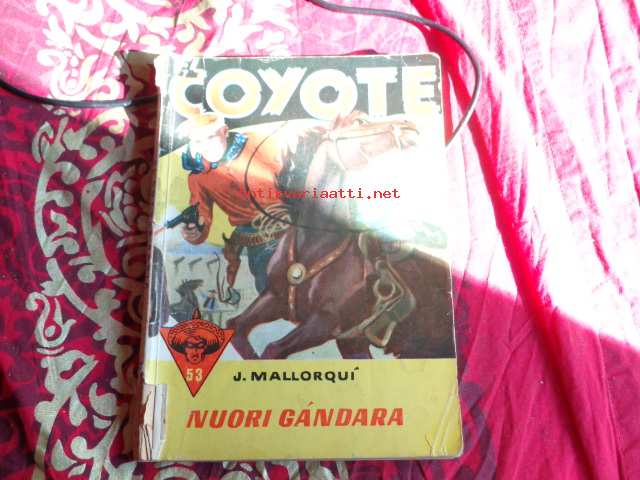 COYOTE
antikvariaatti.net
53
J. MALLORQUÍ
NUORI GÁNDARA